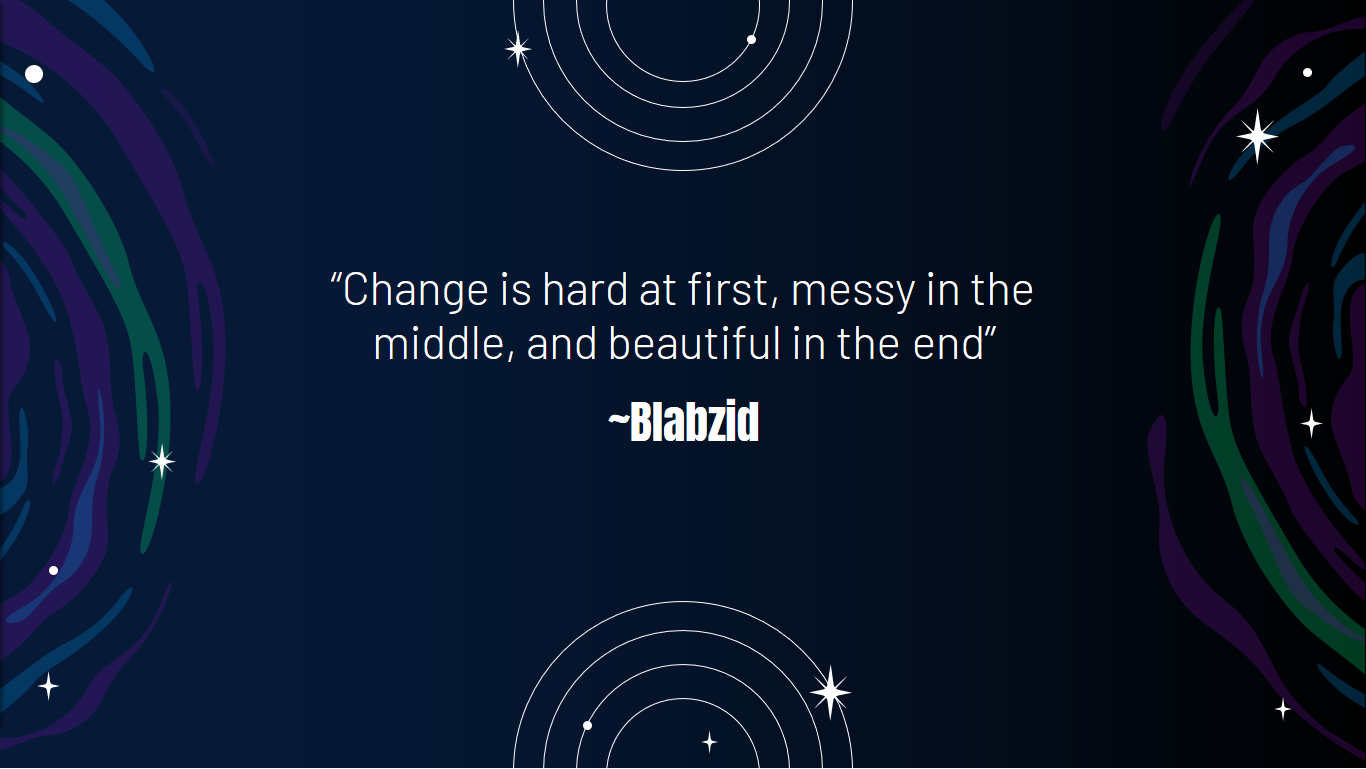 “Change is hard at first, messy in the
middle, and beautiful in the end”
~Blabzid